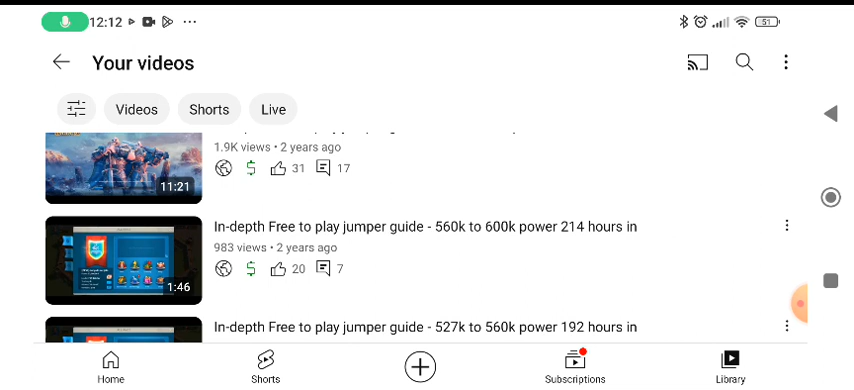 12:12
51
Your videos
Videos
Shorts
Live
1.9K views • 2 years ago
11:21
31
17
In-depth Free to play jumper guide - 560k to 600k power 214 hours in
983 views • 2 years ago
1:46
20
7
In-depth Free to play jumper guide - 527k to 560k power 192 hours in
Home
Shorts
Subscriptions
Library